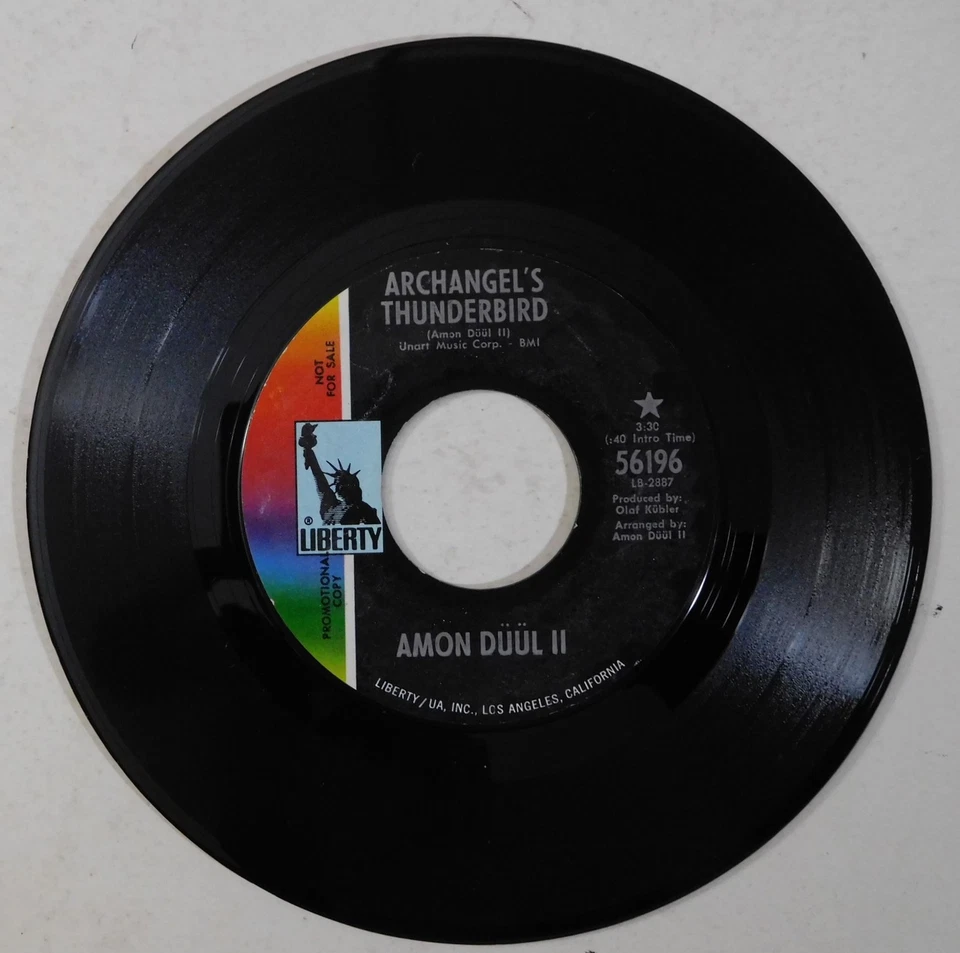 ARCHANGEL'S
THUNDERBIRD
(Amon Düül II)
Unart Music Corp. - BMI
NOT
FOR SALE
3:30
(:40 Intro Time)
56196
LB-2887
Produced by:
Olaf Kübler
Arranged by:
Amon Düül II
®
LIBERTY
PROMOTIONAL
COPY
AMON DÜÜL II
LIBERTY/UA, INC., LOS ANGELES, CALIFORNIA